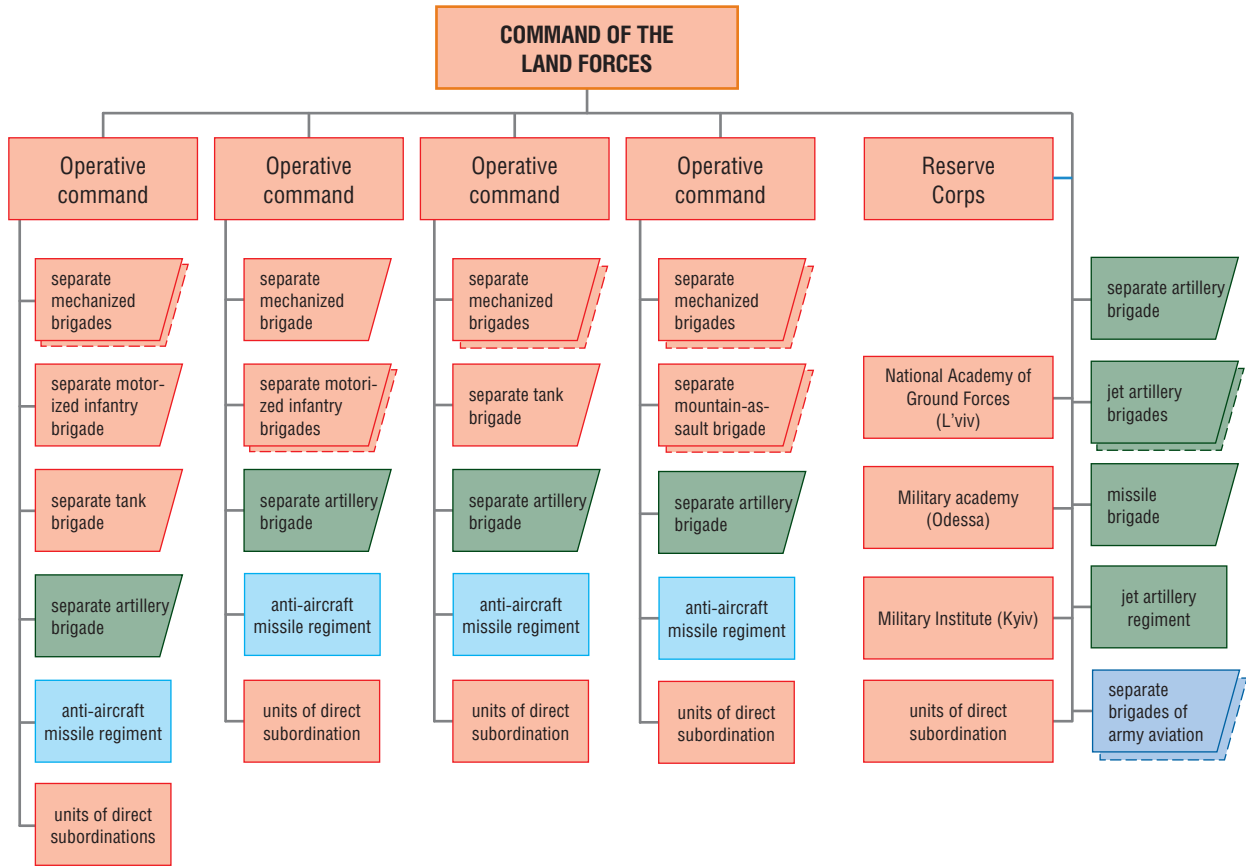 COMMAND OF THE
LAND FORCES
Operative
command
separate
mechanized
brigades
separate motor-
ized infantry
brigade
separate tank
brigade
separate artillery
brigade
anti-aircraft
missile regiment
units of direct
subordinations
Operative
command
separate
mechanized
brigade
separate motori-
zed infantry
brigades
separate artillery
brigade
anti-aircraft
missile regiment
units of direct
subordination
Operative
command
separate
mechanized
brigades
separate tank
brigade
separate artillery
brigade
anti-aircraft
missile regiment
units of direct
subordination
Operative
command
separate
mechanized
brigades
separate
mountain-as-
sault brigade
separate artillery
brigade
anti-aircraft
missile regiment
units of direct
subordination
Reserve
Corps
National Academy of
Ground Forces
(L'viv)
Military academy
(Odessa)
Military Institute (Kyiv)
units of direct
subordination
separate artillery
brigade
jet artillery
brigades
missile
brigade
jet artillery
regiment
separate
brigades of
army aviation